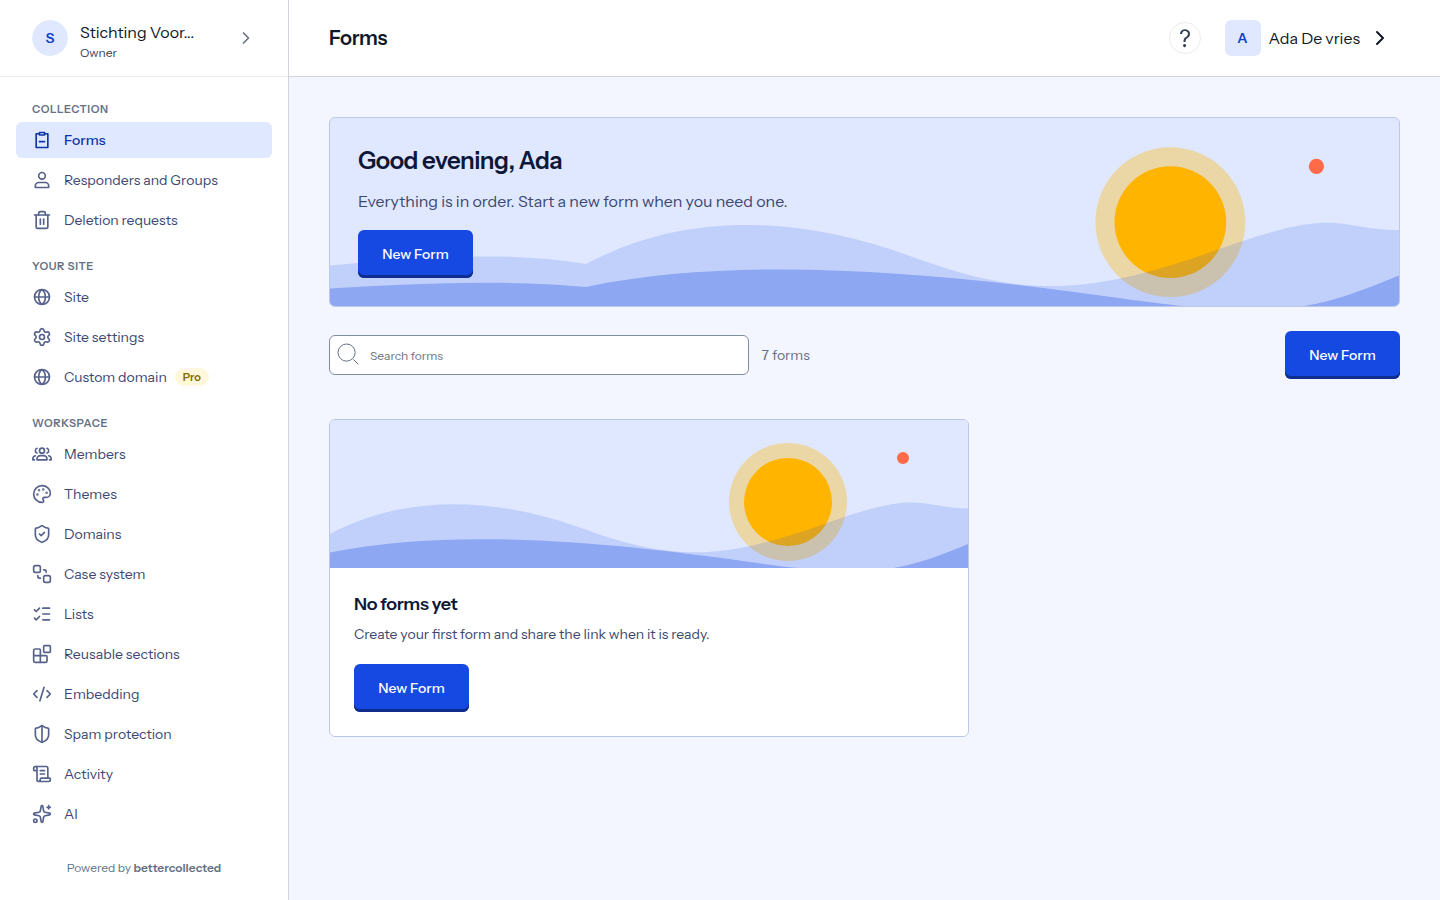 S
Stichting Voor...
Owner
COLLECTION
Forms
Responders and Groups
Deletion requests
YOUR SITE
Site
Site settings
Custom domain Pro
WORKSPACE
Members
Themes
Domains
Case system
Lists
Reusable sections
Embedding
Spam protection
Activity
AI
Powered by bettercollected
Forms
?
A
Ada De vries
Good evening, Ada
Everything is in order. Start a new form when you need one.
New Form
Search forms
7 forms
New Form
No forms yet
Create your first form and share the link when it is ready.
New Form